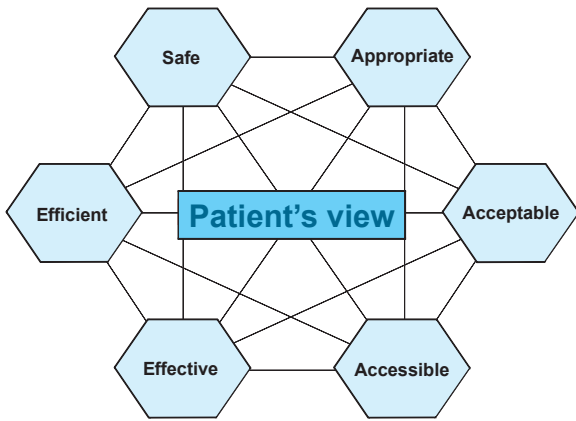 Safe
Appropriate
Efficient
Patient's view
Acceptable
Effective
Accessible